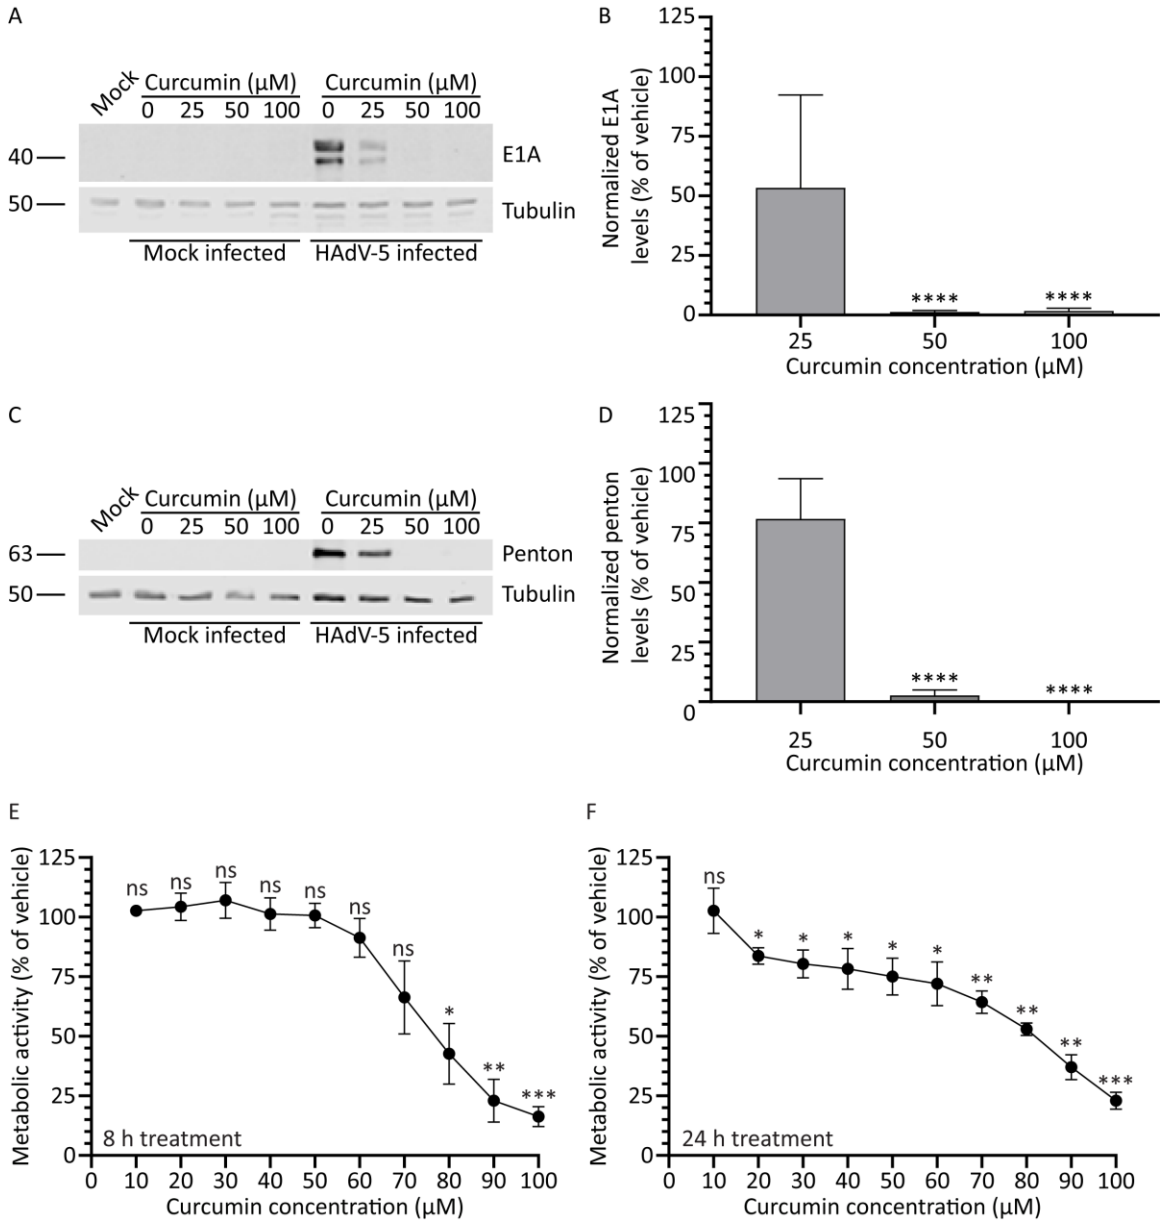 A
Mock
Curcumin (µM)
Curcumin (µM)
0 25 50 100
0 25 50 100
40
E1A
50
Tubulin
Mock infected
HAdV-5 infected
B
Normalized E1A
levels (% of vehicle)
125
100
75
50
25
0
****
****
25
50
100
Curcumin concentration (µM)
C
Mock
Curcumin (µM)
Curcumin (µM)
0 25 50 100
0 25 50 100
63
Penton
50
Tubulin
Mock infected
HAdV-5 infected
D
Normalized penton
levels (% of vehicle)
125
100
75
50
25
0
****
****
25
50
100
Curcumin concentration (µM)
E
Metabolic activity (% of vehicle)
125
100
75
50
25
0
ns ns ns ns ns ns ns * ** ***
8 h treatment
0 10 20 30 40 50 60 70 80 90 100
Curcumin concentration (µM)
F
Metabolic activity (% of vehicle)
125
100
75
50
25
0
ns * * * * * ** ** ** ***
24 h treatment
0 10 20 30 40 50 60 70 80 90 100
Curcumin concentration (µM)